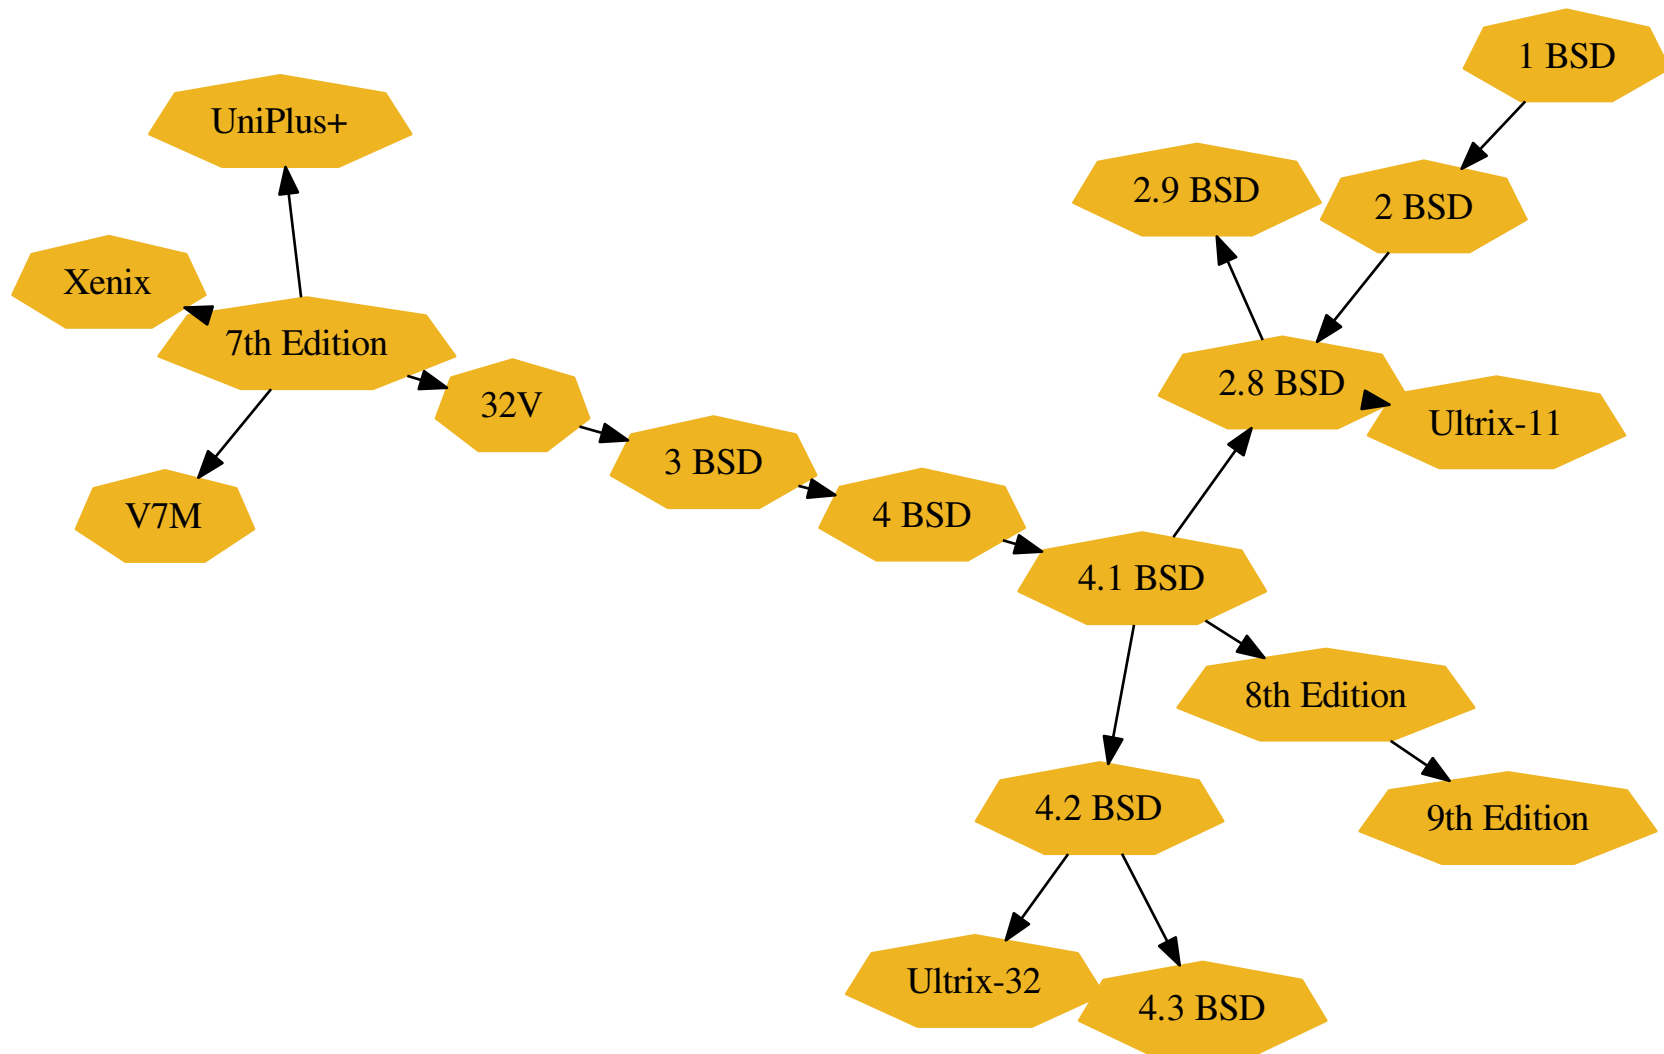 1 BSD
UniPlus+
2.9 BSD
2 BSD
Xenix
7th Edition
2.8 BSD
32V
Ultrix-11
3 BSD
V7M
4 BSD
4.1 BSD
8th Edition
4.2 BSD
9th Edition
Ultrix-32
4.3 BSD